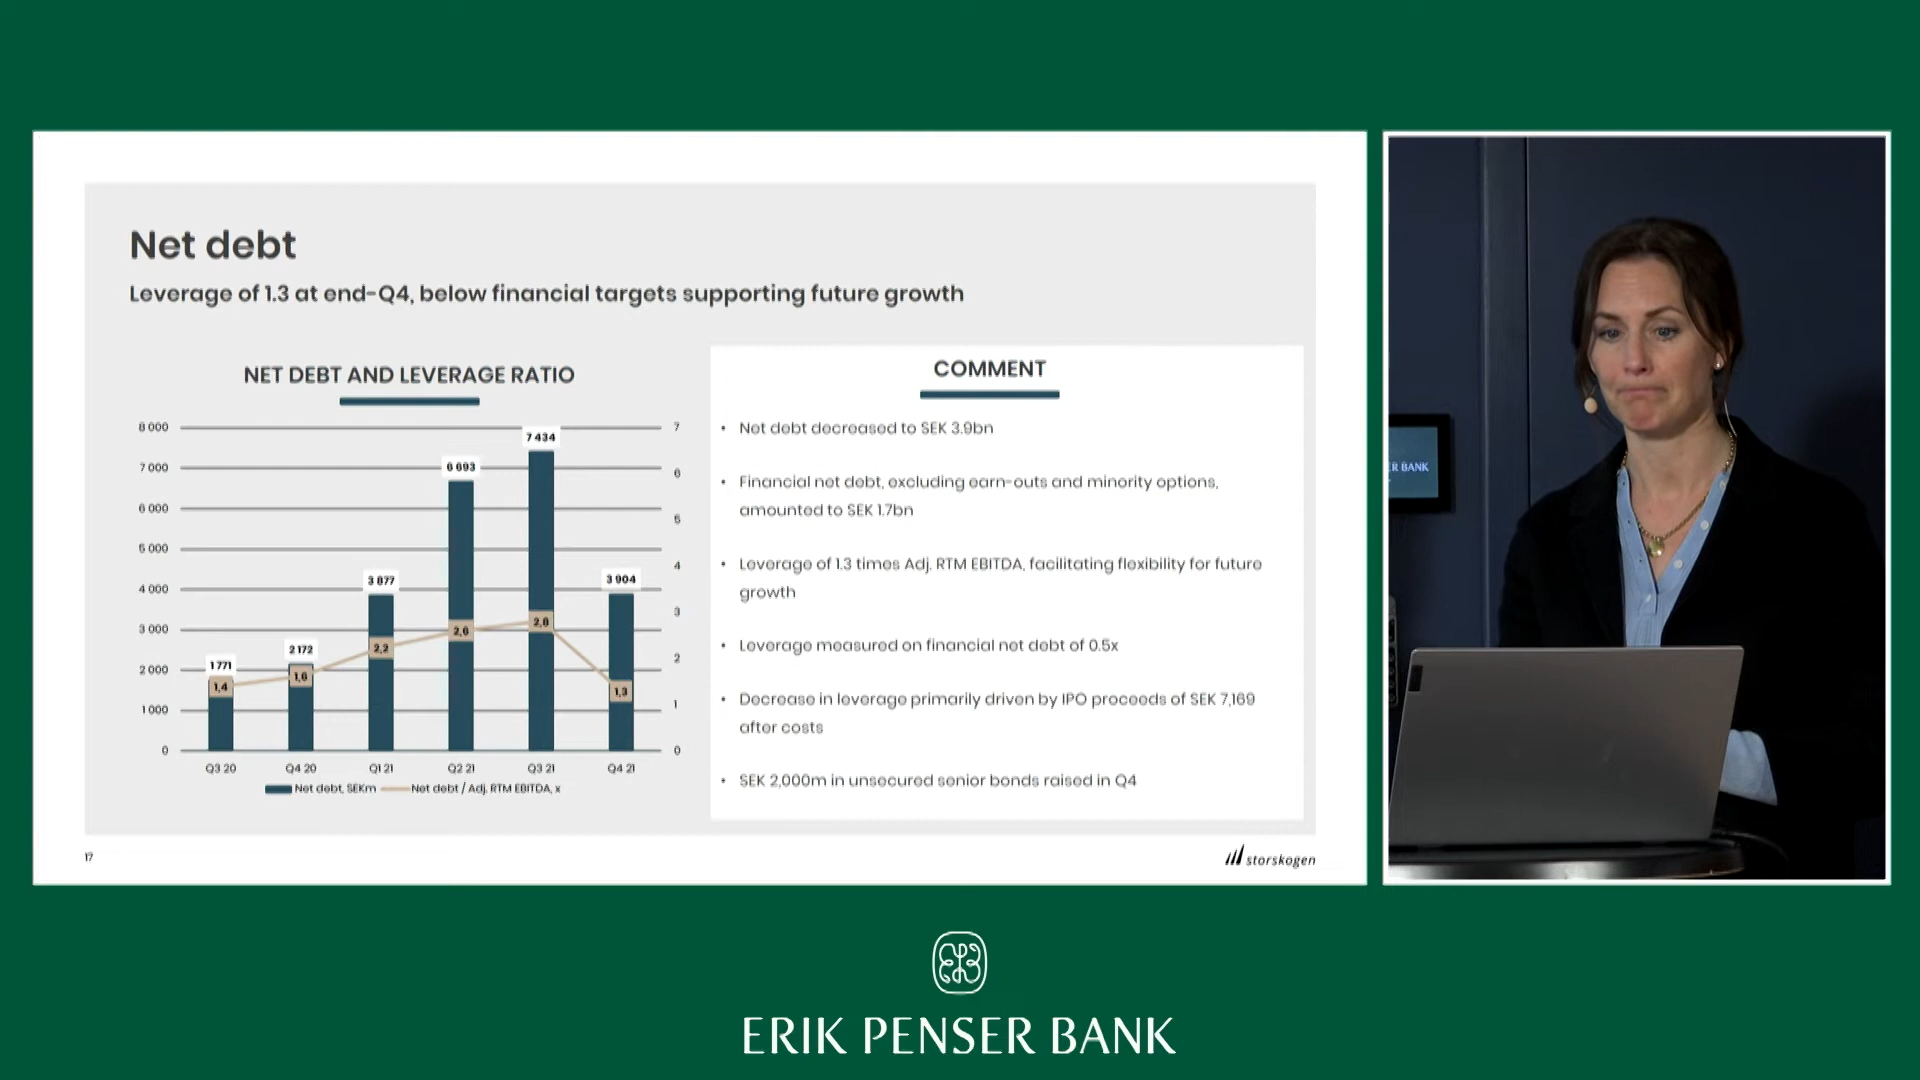 Net debt
Leverage of 1.3 at end-Q4, below financial targets supporting future growth
NET DEBT AND LEVERAGE RATIO
8 000
7 000
6 000
5 000
4 000
3 000
2 000
1 000
0
7
6
5
4
3
2
1
0
1 771
2 172
3 877
6 693
7 434
3 904
1,4
1,6
2,2
2,6
2,8
1,3
Q3 20
Q4 20
Q1 21
Q2 21
Q3 21
Q4 21
Net debt, SEKm
Net debt / Adj. RTM EBITDA, x
COMMENT
• Net debt decreased to SEK 3.9bn
• Financial net debt, excluding earn-outs and minority options,
amounted to SEK 1.7bn
• Leverage of 1.3 times Adj. RTM EBITDA, facilitating flexibility for future
growth
• Leverage measured on financial net debt of 0.5x
• Decrease in leverage primarily driven by IPO proceeds of SEK 7,169
after costs
• SEK 2,000m in unsecured senior bonds raised in Q4
17
storskogen
R BANK
ERIK PENSER BANK